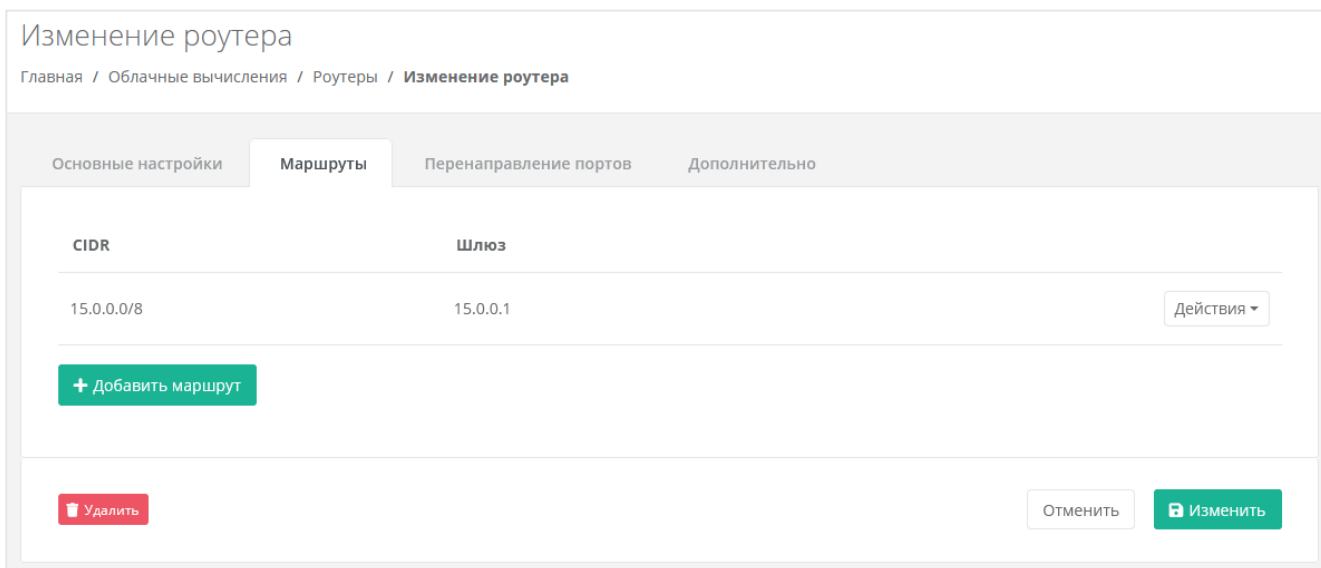 Изменение роутера
Главная / Облачные вычисления / Роутеры / Изменение роутера
Основные настройки Маршруты Перенаправление портов Дополнительно
CIDR Шлюз
15.0.0.0/8 15.0.0.1 Действия
+ Добавить маршрут
Удалить Отменить Изменить